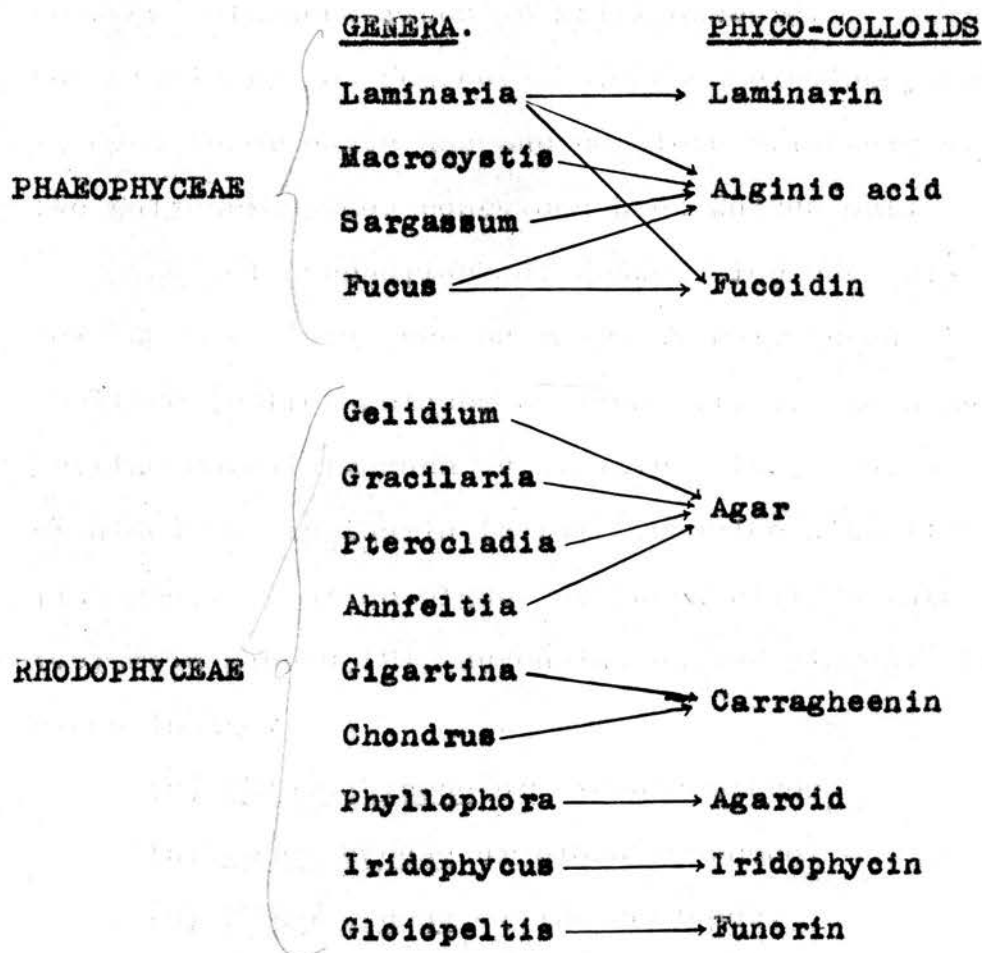 GENERA. PHYCO-COLLOIDS
Laminaria Laminarin
Macrocystis
PHAEOPHYCEAE Alginic acid
Sargassum
Fucus Fucoidin
Gelidium
Gracilaria
Agar
Pterocladia
Ahnfeltia
RHODOPHYCEAE Gigartina
Carragheenin
Chondrus
Phyllophora Agaroid
Iridophycus Iridophycin
Gloiopeltis Funorin